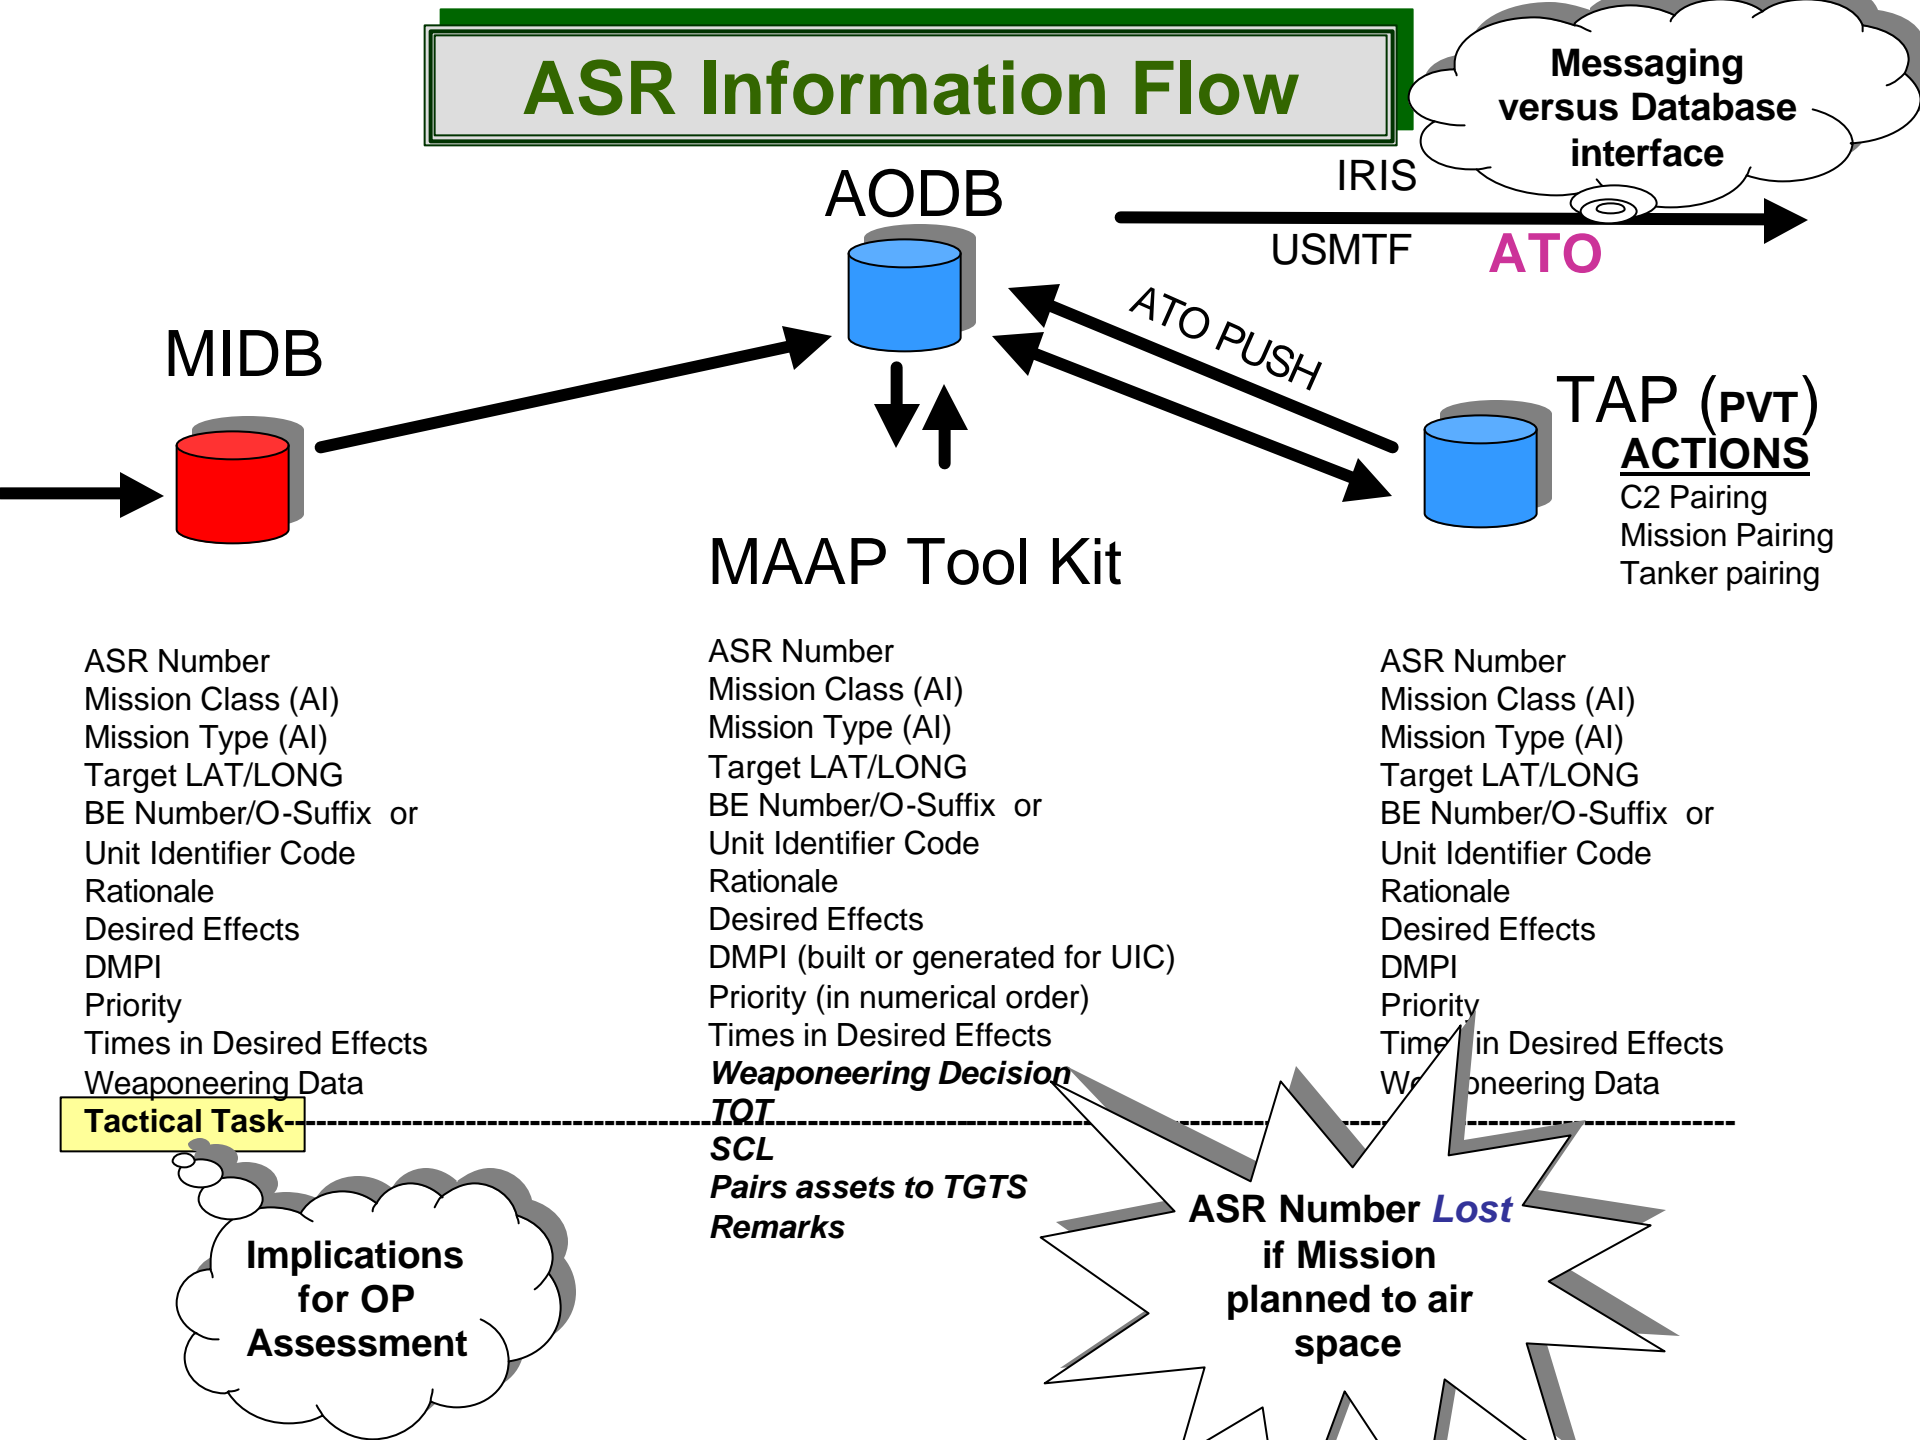 ASR Information Flow
Messaging
versus Database
interface
AODB
IRIS
USMTF
ATO
ATO PUSH
MIDB
TAP (PVT)
ACTIONS
C2 Pairing
Mission Pairing
Tanker pairing
MAAP Tool Kit
ASR Number
Mission Class (AI)
Mission Type (AI)
Target LAT/LONG
BE Number/O-Suffix or
Unit Identifier Code
Rationale
Desired Effects
DMPI
Priority
Times in Desired Effects
Weaponeering Data
Tactical Task
Implications
for OP
Assessment
ASR Number
Mission Class (AI)
Mission Type (AI)
Target LAT/LONG
BE Number/O-Suffix or
Unit Identifier Code
Rationale
Desired Effects
DMPI (built or generated for UIC)
Priority (in numerical order)
Times in Desired Effects
Weaponeering Decision
TOT
SCL
Pairs assets to TGTS
Remarks
ASR Number
Mission Class (AI)
Mission Type (AI)
Target LAT/LONG
BE Number/O-Suffix or
Unit Identifier Code
Rationale
Desired Effects
DMPI
Priority
Times in Desired Effects
Weaponeering Data
ASR Number Lost
if Mission
planned to air
space